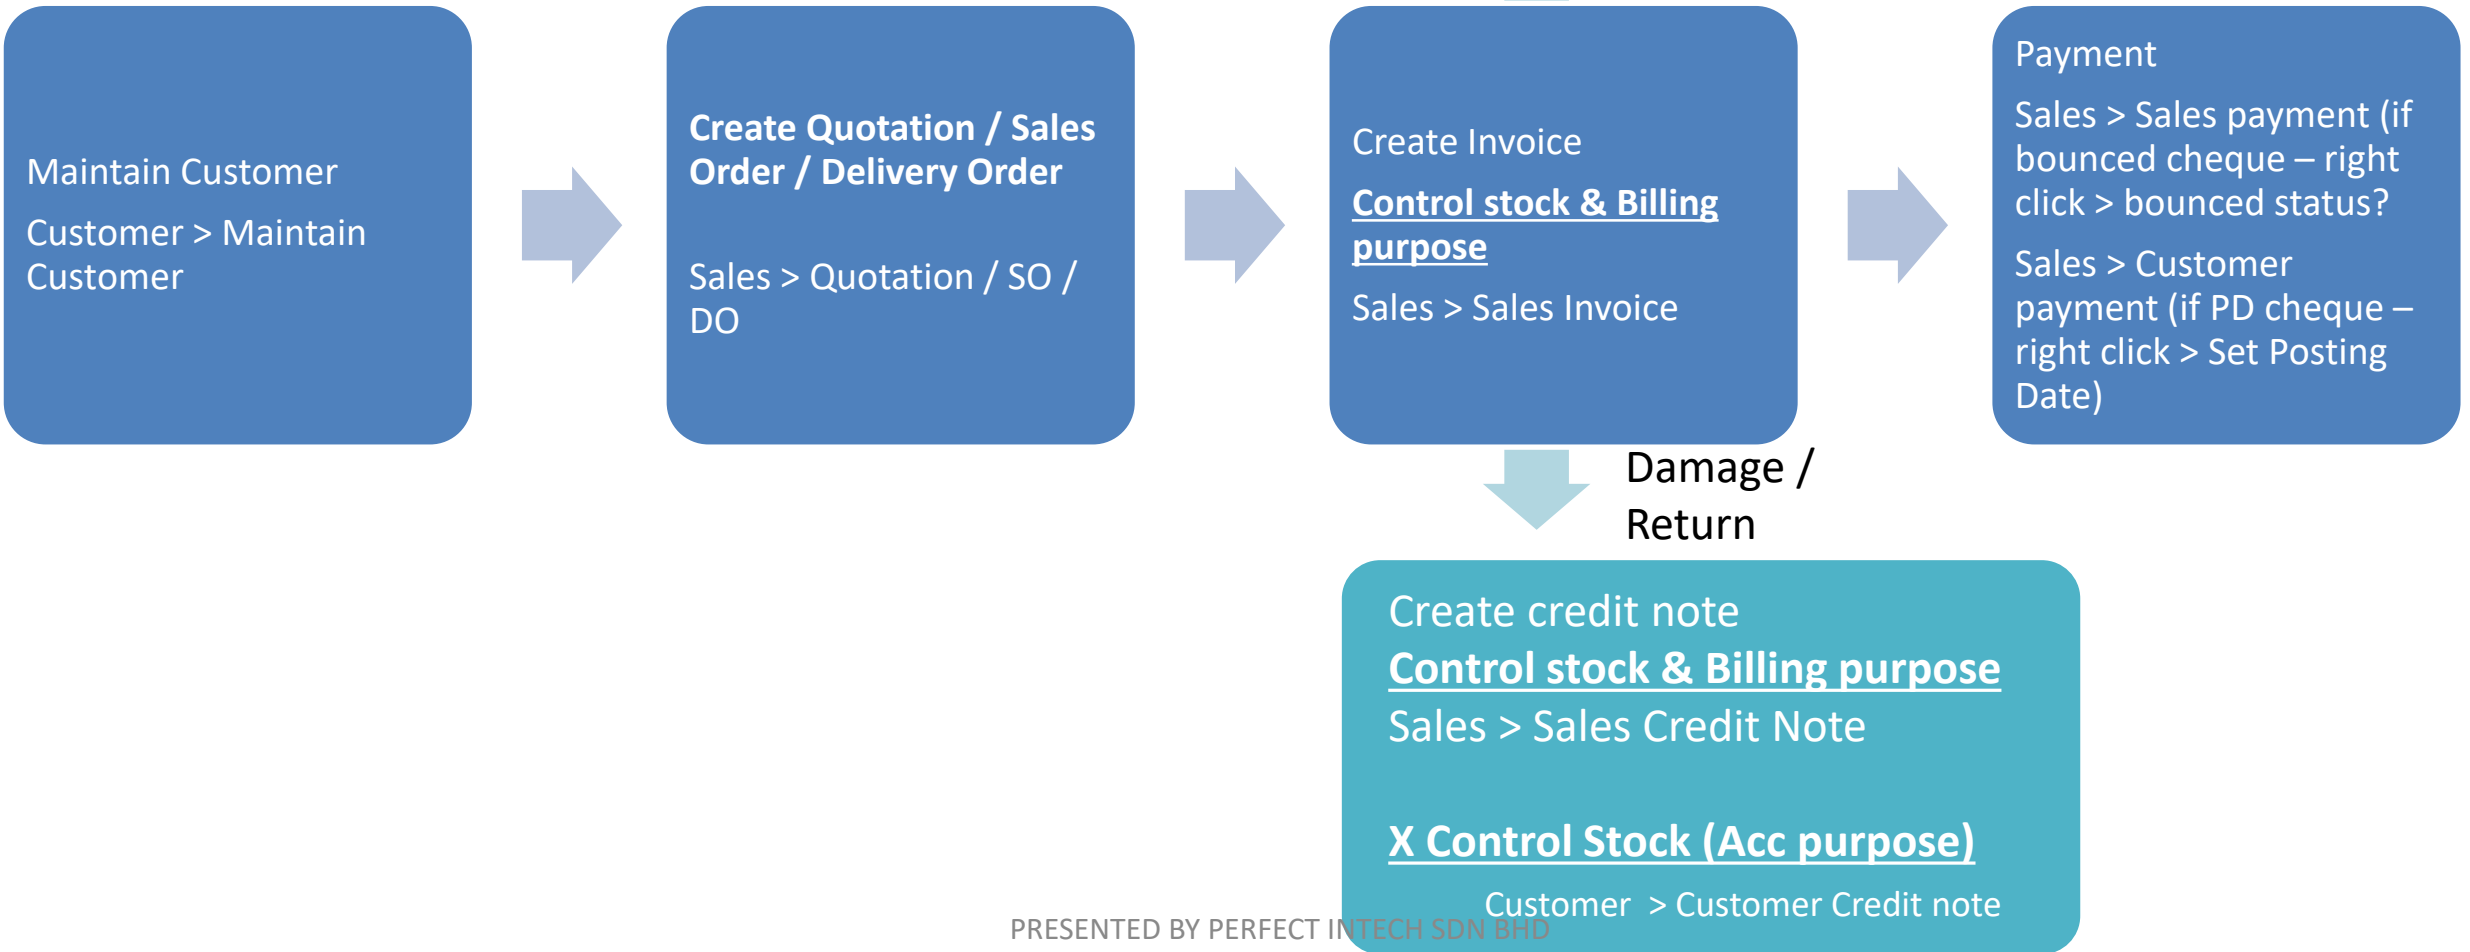 Maintain Customer
Customer > Maintain
Customer
Create Quotation / Sales
Order / Delivery Order
Sales > Quotation / SO /
DO
Create Invoice
Control stock & Billing
purpose
Sales > Sales Invoice
Payment
Sales > Sales payment (if
bounced cheque – right
click > bounced status?
Sales > Customer
payment (if PD cheque –
right click > Set Posting
Date)
Damage /
Return
Create credit note
Control stock & Billing purpose
Sales > Sales Credit Note
X Control Stock (Acc purpose)
Customer > Customer Credit note
PRESENTED BY PERFECT INTECH SDN BHD